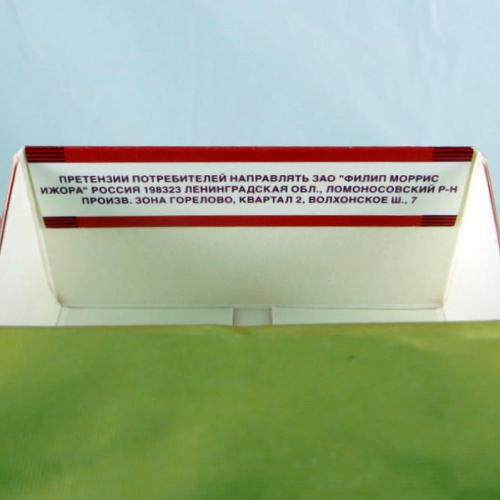 ПРЕТЕНЗИИ ПОТРЕБИТЕЛЕЙ НАПРАВЛЯТЬ ЗАО "ФИЛИП МОРРИС
ИЖОРА" РОССИЯ 198323 ЛЕНИНГРАДСКАЯ ОБЛ., ЛОМОНОСОВСКИЙ Р-Н
ПРОИЗВ. ЗОНА ГОРЕЛОВО, КВАРТАЛ 2, ВОЛХОНСКОЕ Ш., 7